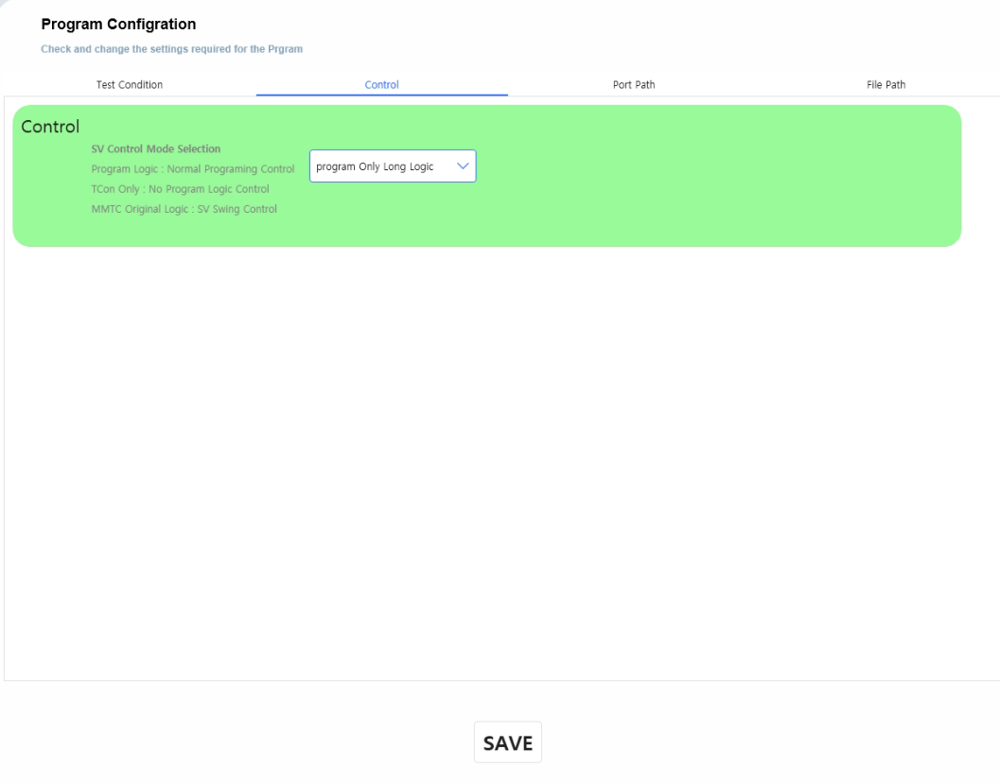 Program Configration
Check and change the settings required for the Prgram
Test Condition
Control
Port Path
File Path
Control
SV Control Mode Selection
Program Logic : Normal Programing Control
program Only Long Logic
TCon Only : No Program Logic Control
MMTC Original Logic : SV Swing Control
SAVE